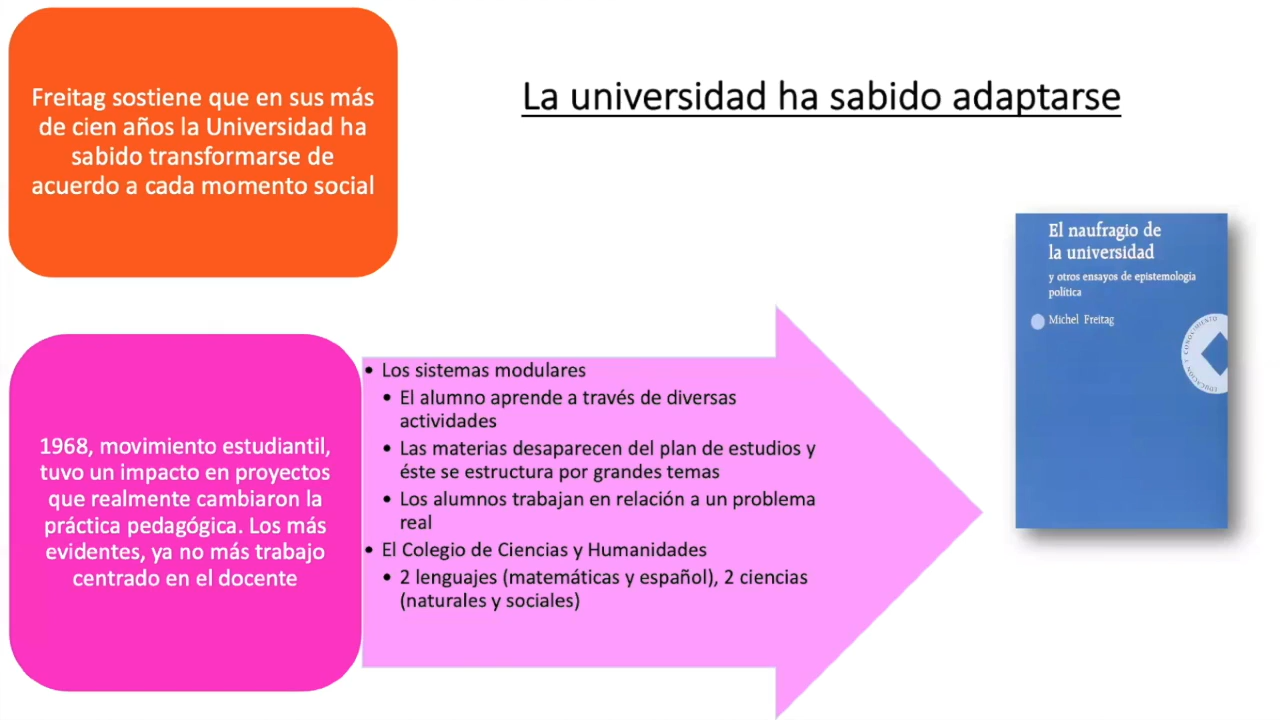 Freitag sostiene que en sus más
de cien años la Universidad ha
sabido transformarse de
acuerdo a cada momento social
La universidad ha sabido adaptarse
El naufragio de
la universidad
y otros ensayos de epistemología
política
Michel Freitag
EDUCACIÓN Y CONOCIMIENTO
1968, movimiento estudiantil,
tuvo un impacto en proyectos
que realmente cambiaron la
práctica pedagógica. Los más
evidentes, ya no más trabajo
centrado en el docente
• Los sistemas modulares
• El alumno aprende a través de diversas
actividades
• Las materias desaparecen del plan de estudios y
éste se estructura por grandes temas
• Los alumnos trabajan en relación a un problema
real
• El Colegio de Ciencias y Humanidades
• 2 lenguajes (matemáticas y español), 2 ciencias
(naturales y sociales)